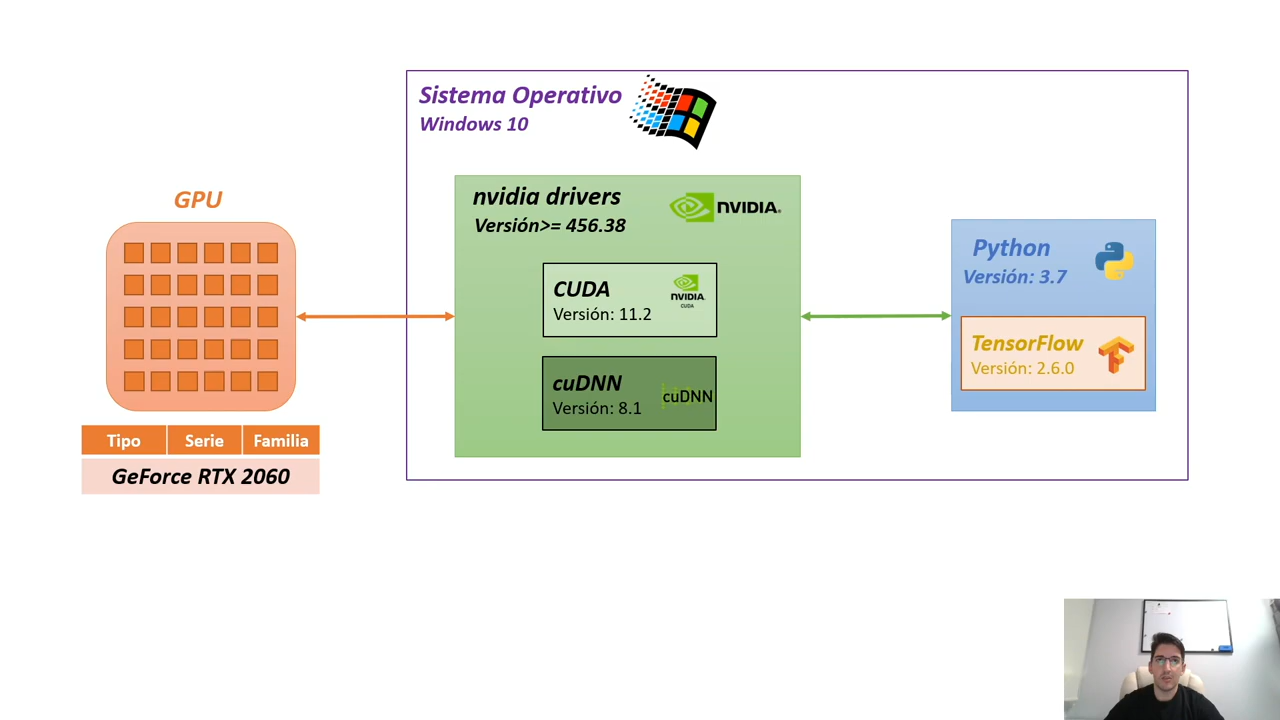 Sistema Operativo
Windows 10
GPU
nvidia drivers
Versión>= 456.38
NVIDIA.
CUDA
Versión: 11.2
NVIDIA.
CUDA
cuDNN
Versión: 8.1
cuDNN
Python
Versión: 3.7
TensorFlow
Versión: 2.6.0
Tipo Serie Familia
GeForce RTX 2060